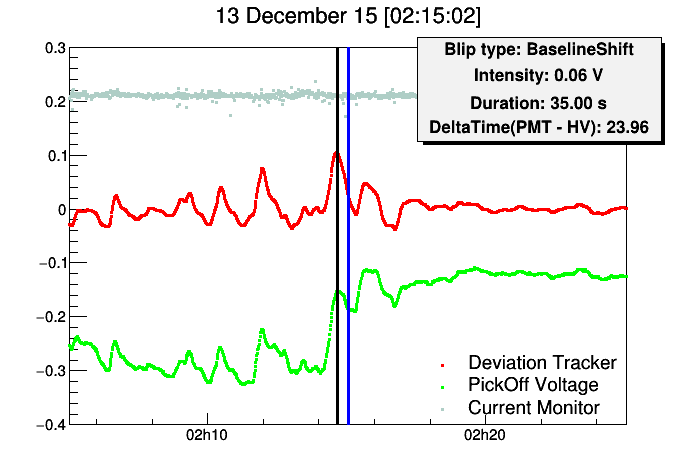 13 December 15 [02:15:02]
Blip type: BaselineShift
Intensity: 0.06 V
Duration: 35.00 s
DeltaTime(PMT - HV): 23.96
0.3
0.2
0.1
0
−0.1
−0.2
−0.3
−0.4
Deviation Tracker
PickOff Voltage
Current Monitor
02h10
02h20